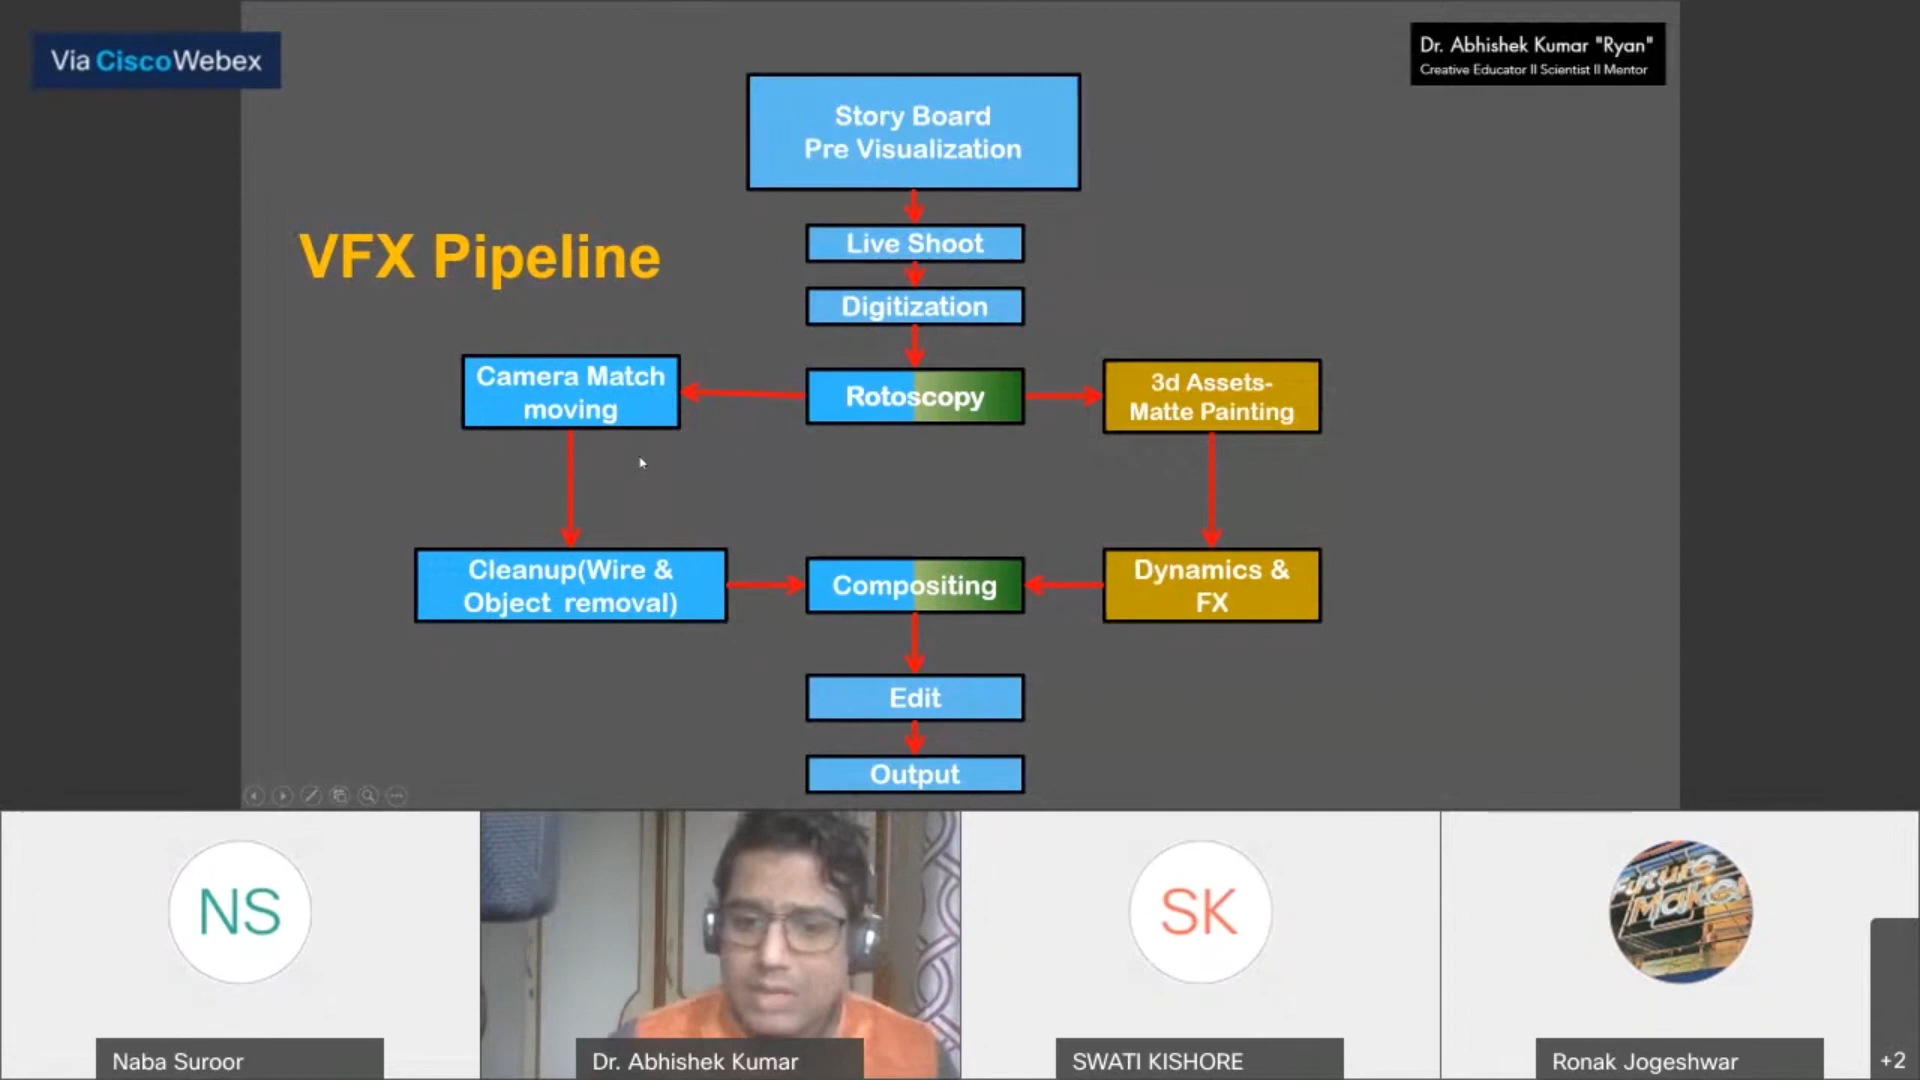 Via CiscoWebex
Dr. Abhishek Kumar "Ryan"
Creative Educator II Scientist II Mentor
Story Board
Pre Visualization
VFX Pipeline
Live Shoot
Digitization
Camera Match
moving
Rotoscopy
3d Assets-
Matte Painting
Cleanup(Wire &
Object removal)
Compositing
Dynamics &
FX
Edit
Output
NS
SK
Future
Maker
Naba Suroor
Dr. Abhishek Kumar
SWATI KISHORE
Ronak Jogeshwar
+2